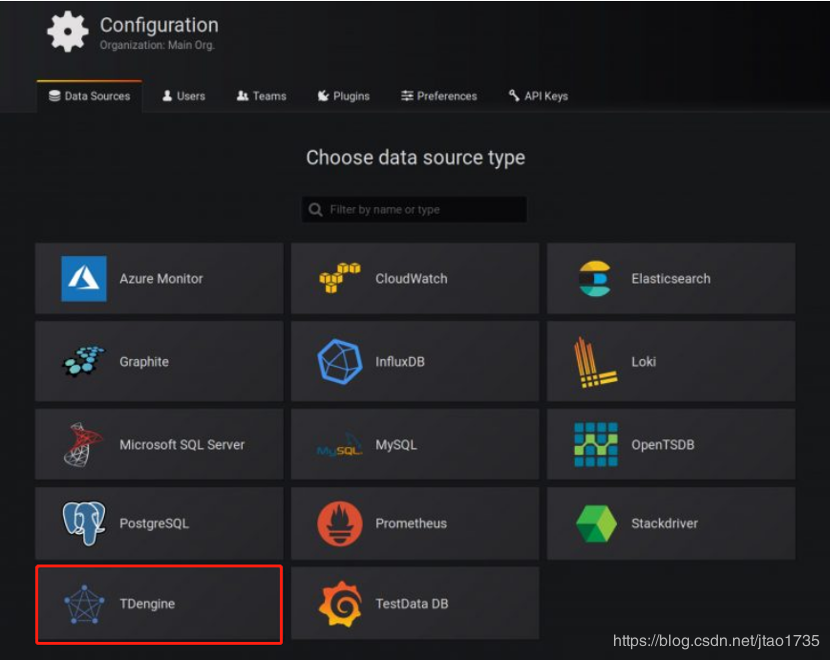 Configuration
Organization: Main Org.
Data Sources Users Teams Plugins Preferences API Keys
Choose data source type
Filter by name or type
Azure Monitor CloudWatch Elasticsearch
Graphite InfluxDB Loki
Microsoft SQL Server MySQL MySQL OpenTSDB
PostgreSQL Prometheus Stackdriver
TDengine TestData DB
https://blog.csdn.net/jtao1735